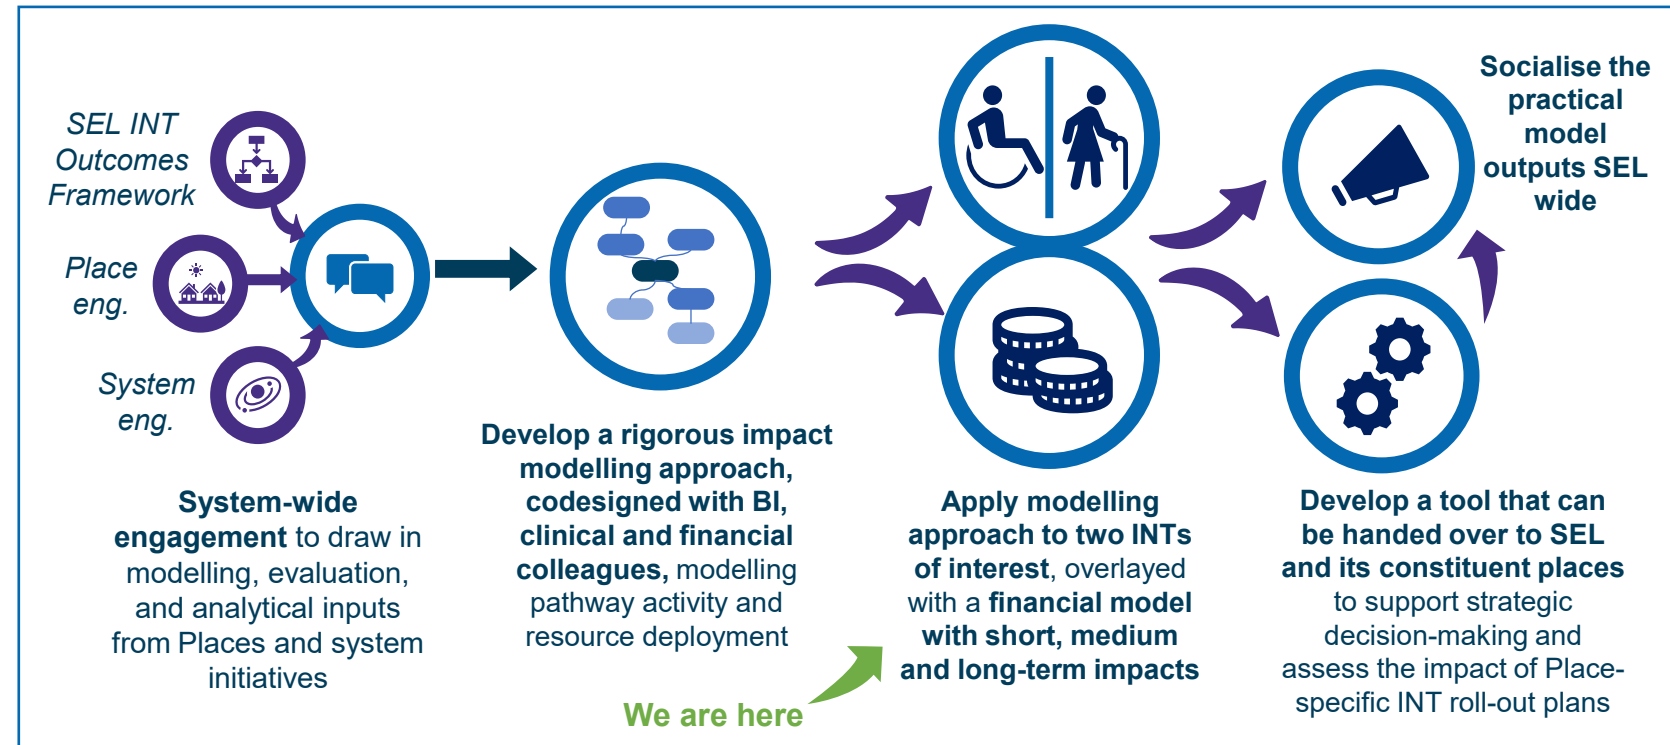 SEL INT
Outcomes
Framework
Place
eng.
System
eng.
System-wide
engagement to draw in
modelling, evaluation,
and analytical inputs
from Places and system
initiatives
Develop a rigorous impact
modelling approach,
codesigned with BI,
clinical and financial
colleagues, modelling
pathway activity and
resource deployment
We are here
Apply modelling
approach to two INTs
of interest, overlayed
with a financial model
with short, medium
and long-term impacts
Socialise the
practical
model
outputs SEL
wide
Develop a tool that can
be handed over to SEL
and its constituent places
to support strategic
decision-making and
assess the impact of Place-
specific INT roll-out plans